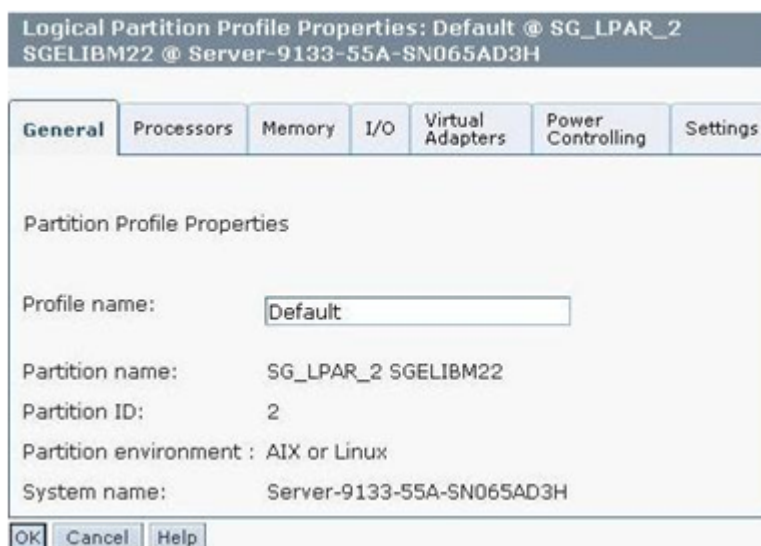 Logical Partition Profile Properties: Default @ SG_LPAR_2
SGELIBM22 @ Server-9133-55A-SN065AD3H
General
Processors
Memory
I/O
Virtual
Adapters
Power
Controlling
Settings
Partition Profile Properties
Profile name: Default
Partition name: SG_LPAR_2 SGELIBM22
Partition ID: 2
Partition environment : AIX or Linux
System name: Server-9133-55A-SN065AD3H
OK Cancel Help